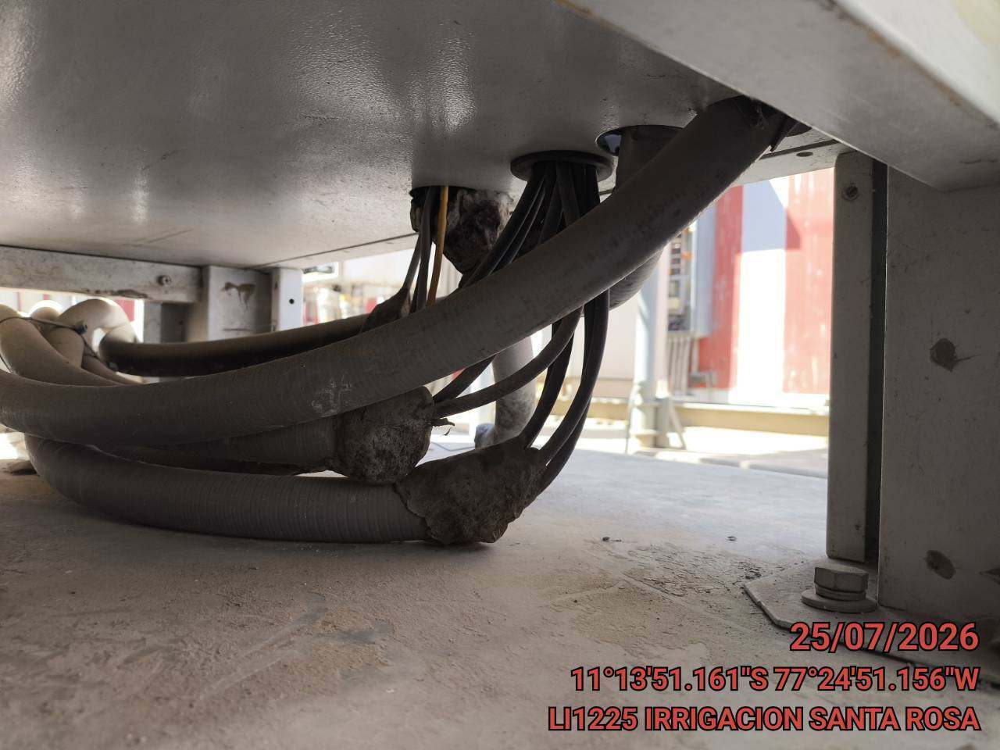 25/07/2026
11°13'51.161"S 77°24'51.156"W
LI1225 IRRIGACION SANTA ROSA